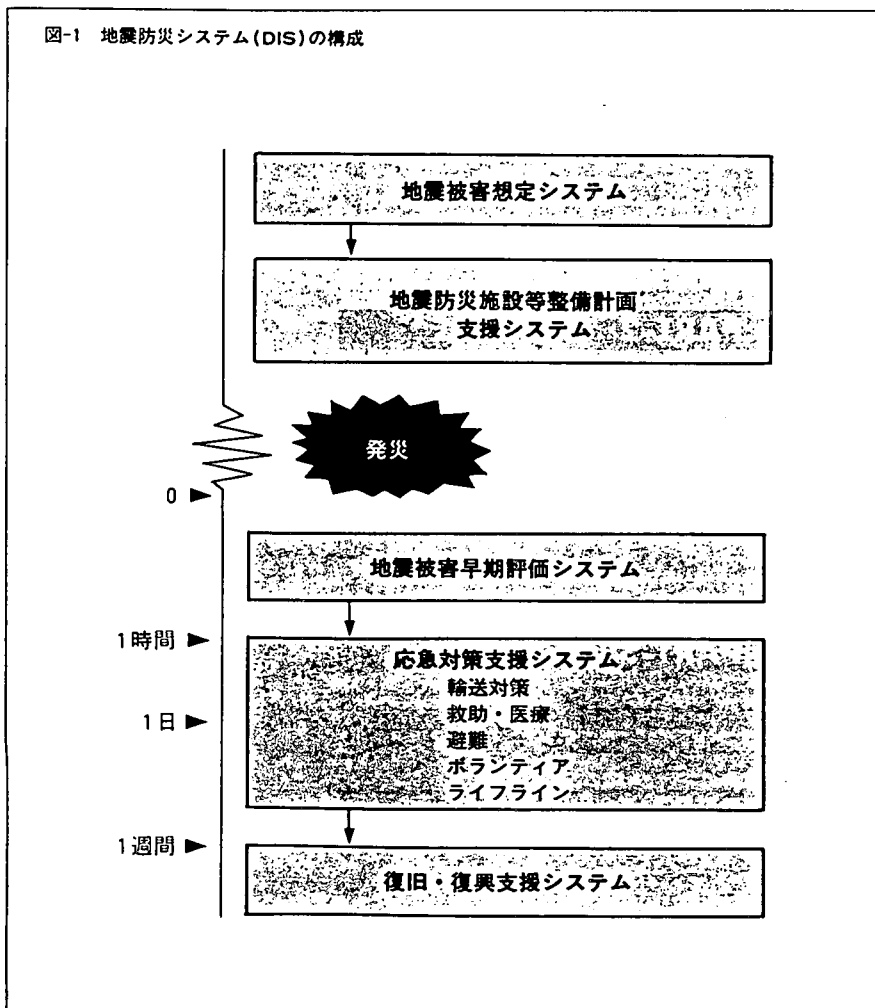 図-1 地震防災システム(DIS)の構成
地震被害想定システム
地震防災施設等整備計画
支援システム
発災
0 ►
地震被害早期評価システム
1時間 ►
応急対策支援システム
輸送対策
救助・医療
1日 ►
避難
ボランティア
ライフライン
1週間 ►
復旧・復興支援システム